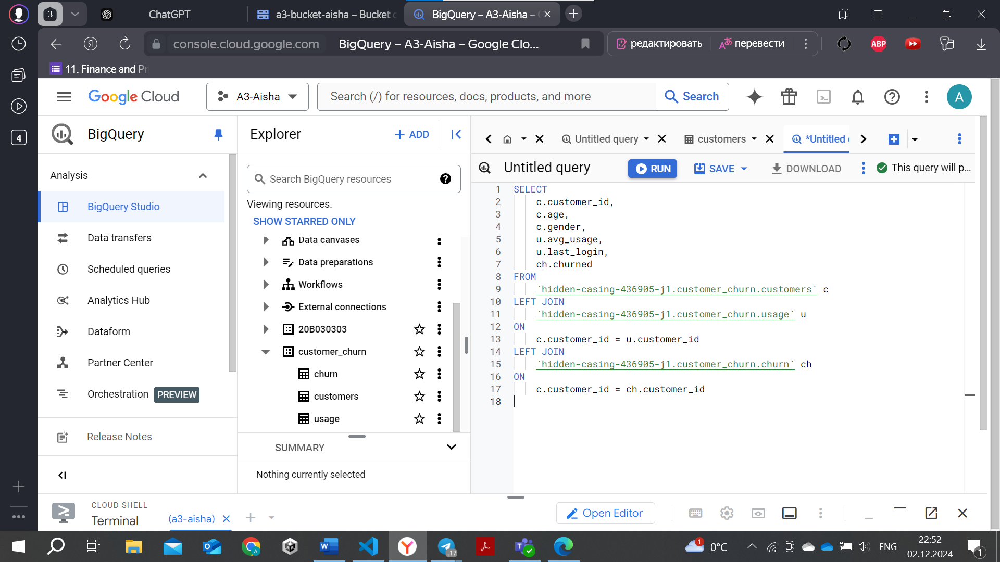 3
ChatGPT
a3-bucket-aisha – Bucket
BigQuery – A3-Aisha –
console.cloud.google.com
BigQuery – A3-Aisha – Google Clo...
редактировать
перевести
ABP
11. Finance and Pr
4
Google Cloud
A3-Aisha
Search (/) for resources, docs, products, and more
Search
A
BigQuery
Analysis
BigQuery Studio
Data transfers
Scheduled queries
Analytics Hub
Dataform
Partner Center
Orchestration PREVIEW
Release Notes
Explorer
+ ADD
Search BigQuery resources
Viewing resources.
SHOW STARRED ONLY
Data canvases
Data preparations
Workflows
External connections
20B030303
customer_churn
churn
customers
usage
SUMMARY
Nothing currently selected
Untitled query
customers
*Untitled
Untitled query
RUN
SAVE
DOWNLOAD
This query will p...
1 SELECT
2 c.customer_id,
3 c.age,
4 c.gender,
5 u.avg_usage,
6 u.last_login,
7 ch.churned
8 FROM
9 `hidden-casing-436905-j1.customer_churn.customers` c
10 LEFT JOIN
11 `hidden-casing-436905-j1.customer_churn.usage` u
12 ON
13 c.customer_id = u.customer_id
14 LEFT JOIN
15 `hidden-casing-436905-j1.customer_churn.churn` ch
16 ON
17 c.customer_id = ch.customer_id
18
CLOUD SHELL
Terminal
(a3-aisha)
Open Editor
..17
1
0°C
ENG
22:52
02.12.2024
1